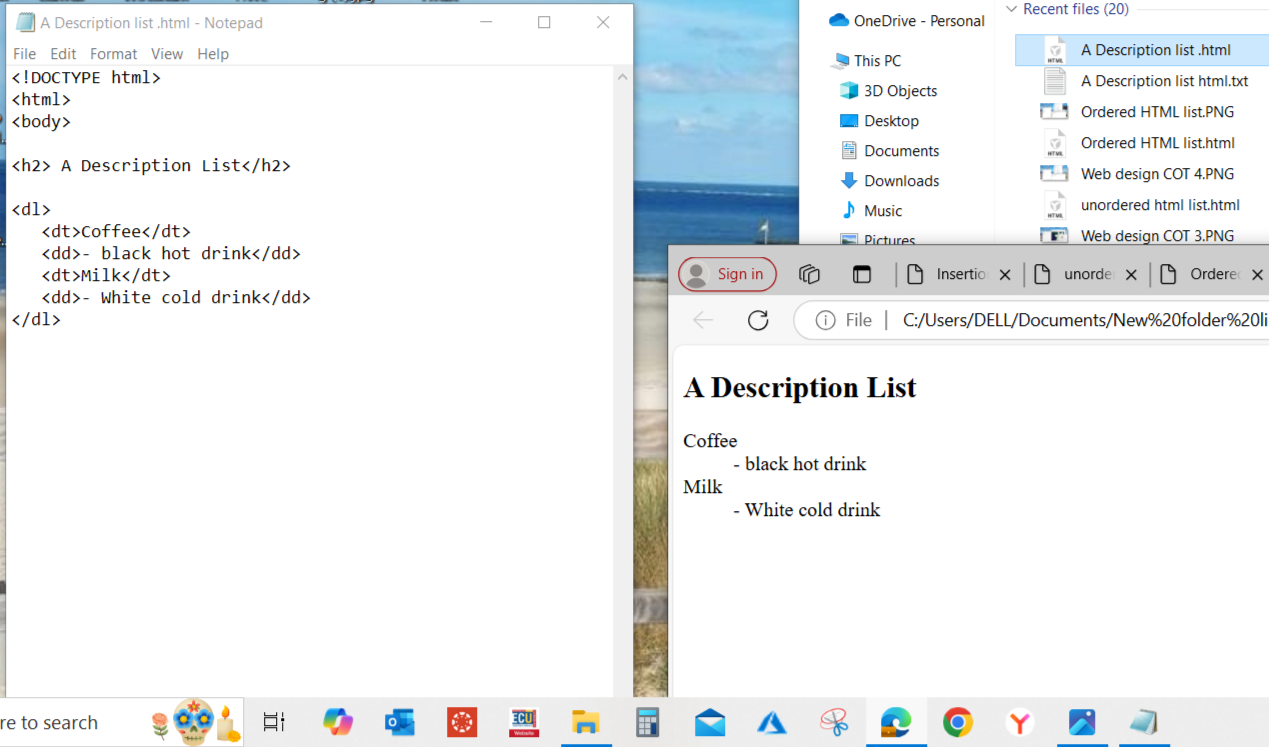 A Description list .html - Notepad
File Edit Format View Help
<!DOCTYPE html>
<html>
<body>
<h2> A Description List</h2>
<dl>
<dt>Coffee</dt>
<dd>- black hot drink</dd>
<dt>Milk</dt>
<dd>- White cold drink</dd>
</dl>
OneDrive - Personal
This PC
3D Objects
Desktop
Documents
Downloads
Music
Pictures
Recent files (20)
A Description list .html
A Description list html.txt
Ordered HTML list.PNG
Ordered HTML list.html
Web design COT 4.PNG
unordered html list.html
Web design COT 3.PNG
Sign in
Insertio
unorde
Ordere
File
C:/Users/DELL/Documents/New%20folder%20li
A Description List
Coffee
- black hot drink
Milk
- White cold drink
re to search
ECU
Website